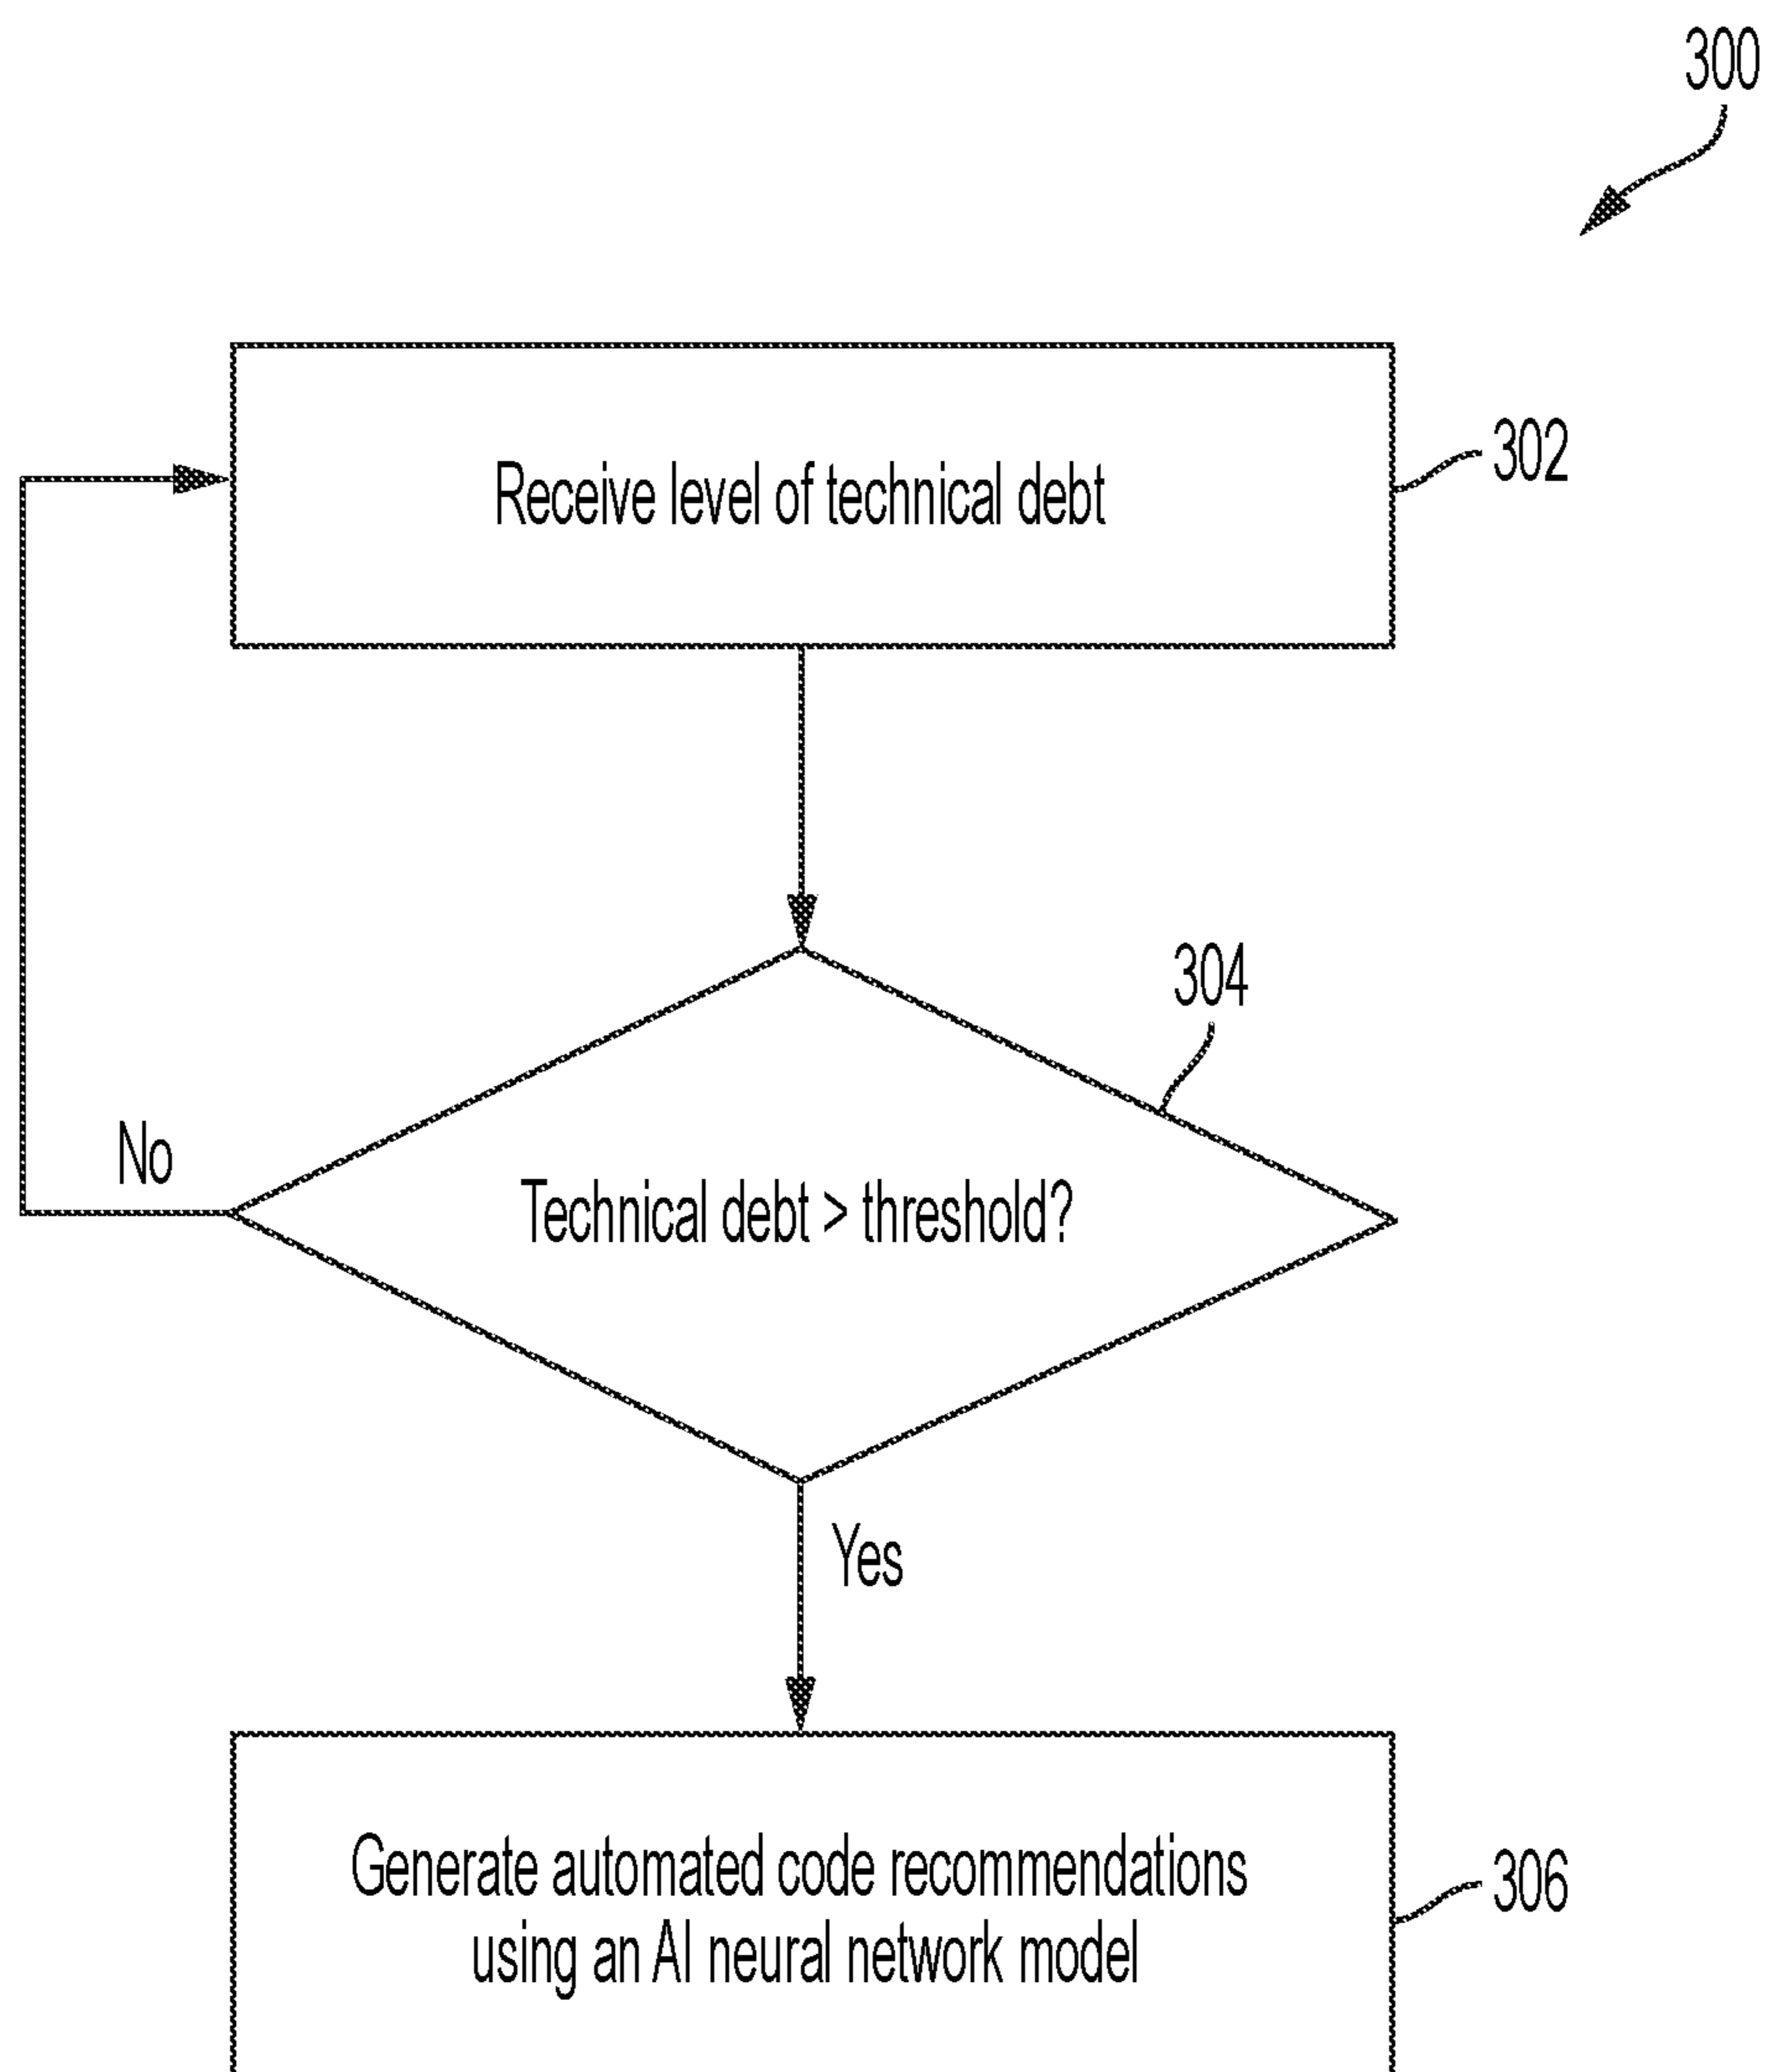 300
Receive level of technical debt
302
304
No
Technical debt > threshold?
Yes
Generate automated code recommendations
using an AI neural network model
306